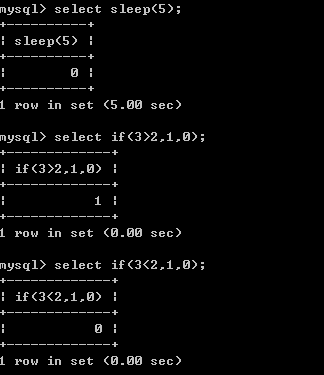 mysql> select sleep(5);
+----------+
| sleep(5) |
+----------+
|        0 |
+----------+
1 row in set (5.00 sec)

mysql> select if(3>2,1,0);
+-------------+
| if(3>2,1,0) |
+-------------+
|           1 |
+-------------+
1 row in set (0.00 sec)

mysql> select if(3<2,1,0);
+-------------+
| if(3<2,1,0) |
+-------------+
|           0 |
+-------------+
1 row in set (0.00 sec)